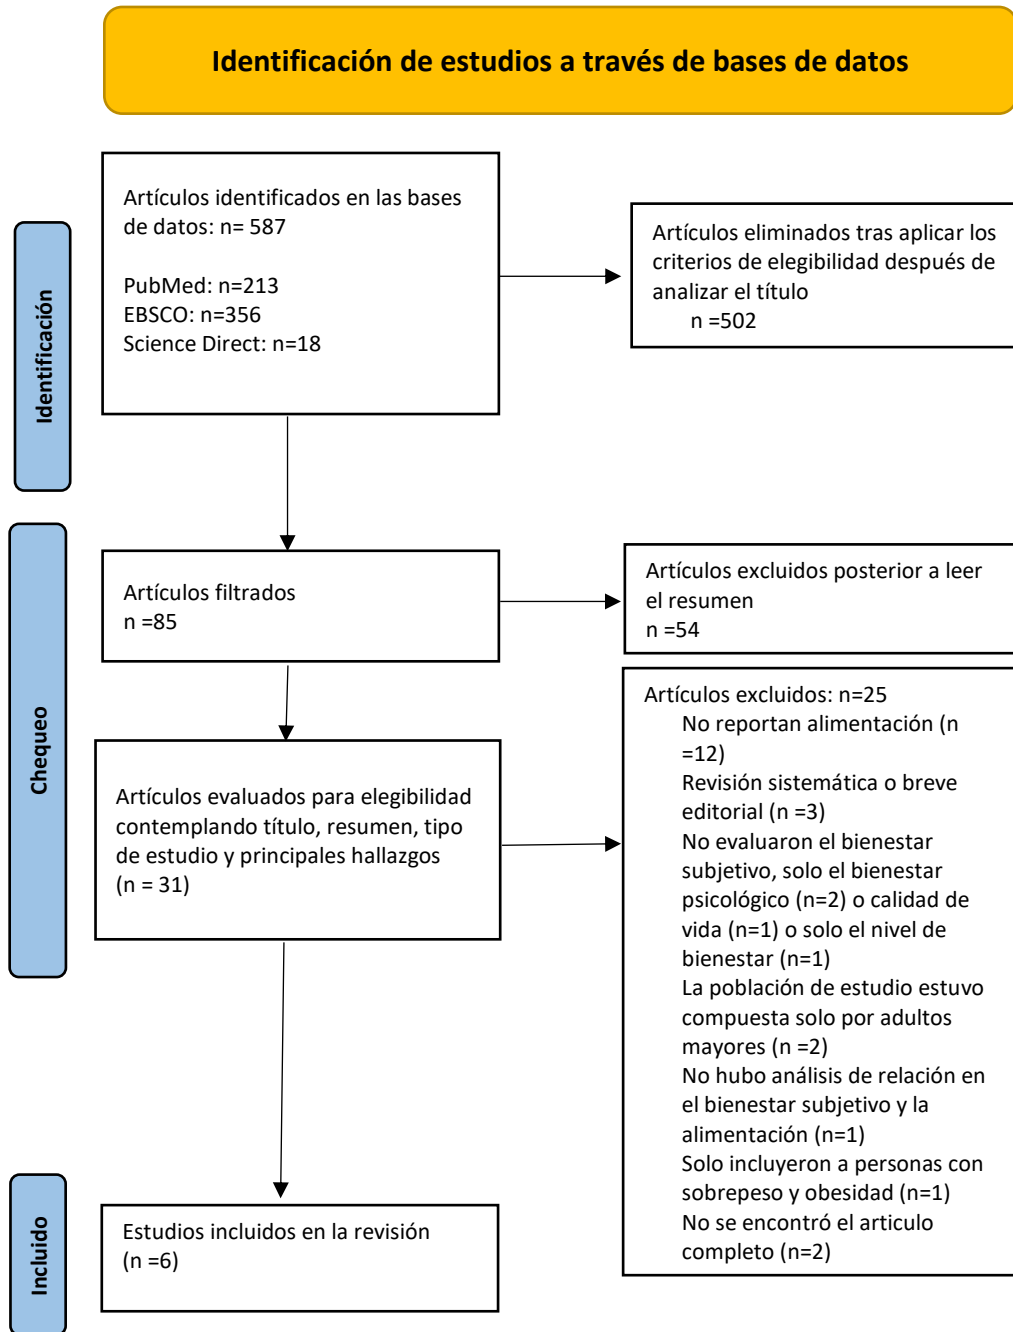 Identificación de estudios a través de bases de datos
Identificación
Artículos identificados en las bases
de datos: n= 587
PubMed: n=213
EBSCO: n=356
Science Direct: n=18
Artículos eliminados tras aplicar los
criterios de elegibilidad después de
analizar el título
n =502
Chequeo
Artículos filtrados
n =85
Artículos excluidos posterior a leer
el resumen
n =54
Artículos evaluados para elegibilidad
contemplando título, resumen, tipo
de estudio y principales hallazgos
(n = 31)
Artículos excluidos: n=25
No reportan alimentación (n
=12)
Revisión sistemática o breve
editorial (n =3)
No evaluaron el bienestar
subjetivo, solo el bienestar
psicológico (n=2) o calidad de
vida (n=1) o solo el nivel de
bienestar (n=1)
La población de estudio estuvo
compuesta solo por adultos
mayores (n =2)
No hubo análisis de relación en
el bienestar subjetivo y la
alimentación (n=1)
Solo incluyeron a personas con
sobrepeso y obesidad (n=1)
No se encontró el articulo
completo (n=2)
Incluido
Estudios incluidos en la revisión
(n =6)